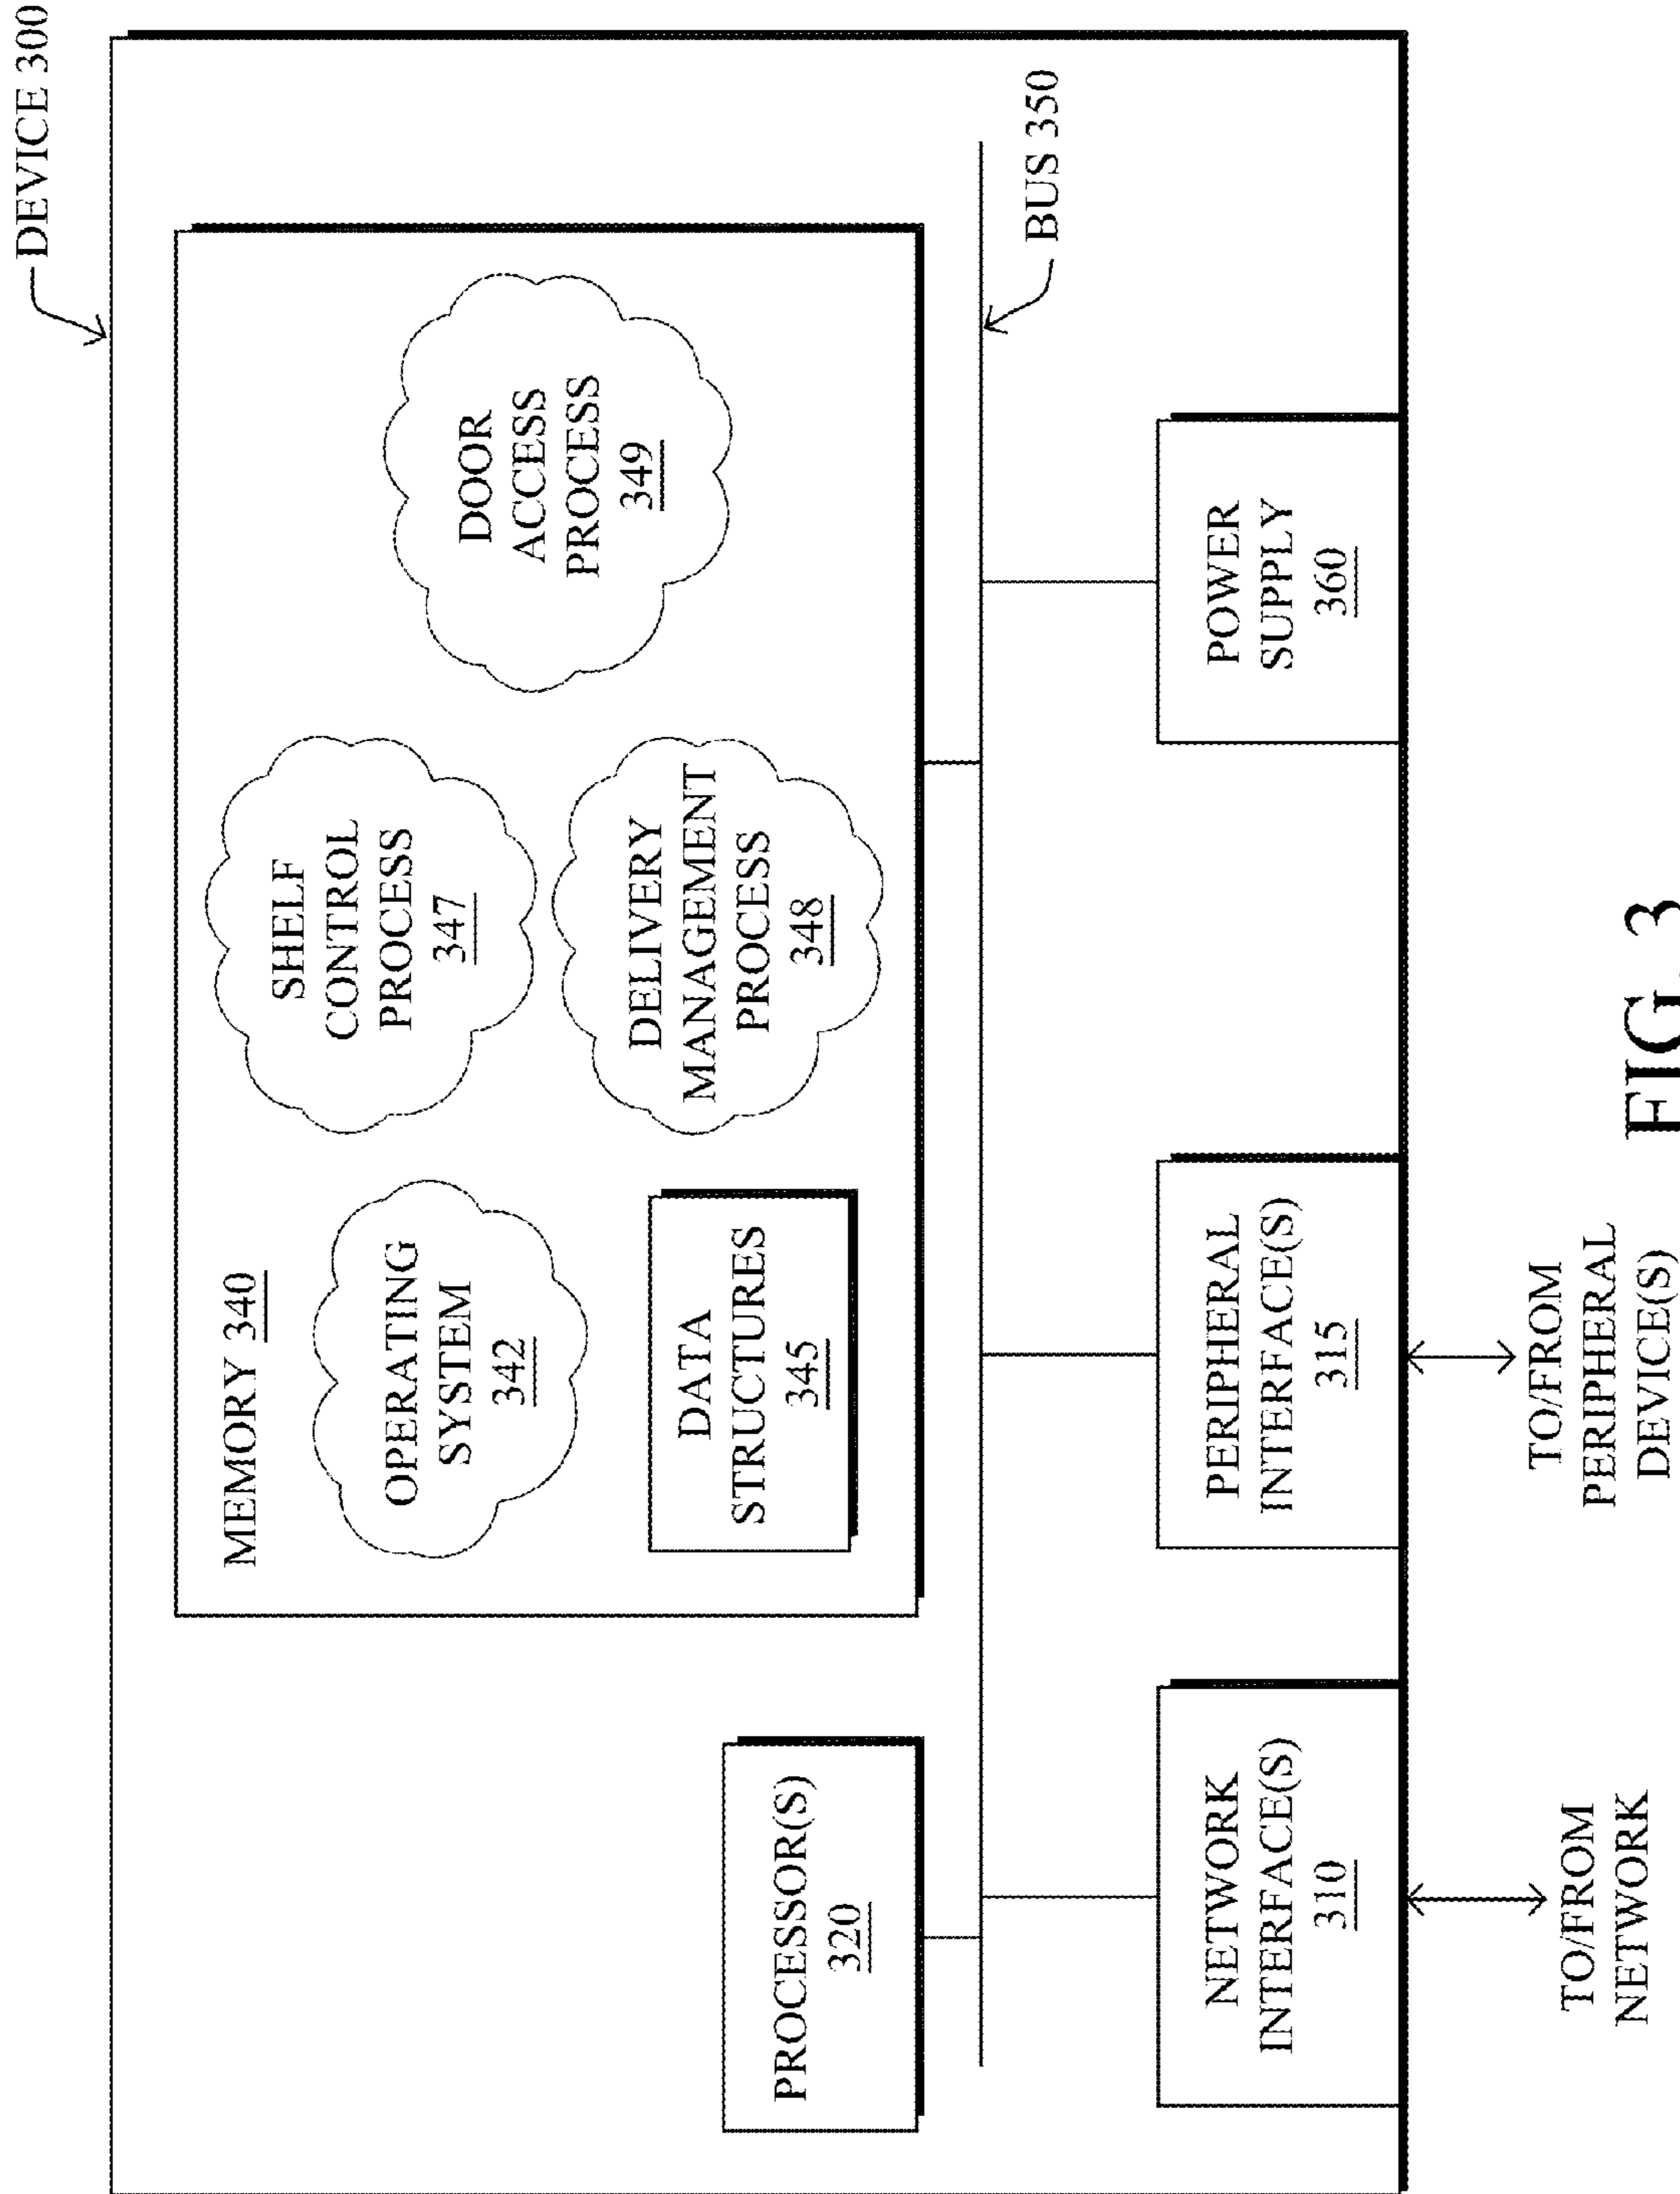 DEVICE 300
MEMORY 340
OPERATING
SYSTEM
342
DATA
STRUCTURES
345
SHELF
CONTROL
PROCESS
347
DELIVERY
MANAGEMENT
PROCESS
348
DOOR
ACCESS
PROCESS
349
PROCESSOR(S)
320
BUS 350
NETWORK
INTERFACE(S)
310
PERIPHERAL
INTERFACE(S)
315
POWER
SUPPLY
360
TO/FROM
NETWORK
TO/FROM
PERIPHERAL
DEVICE(S)
FIG. 3